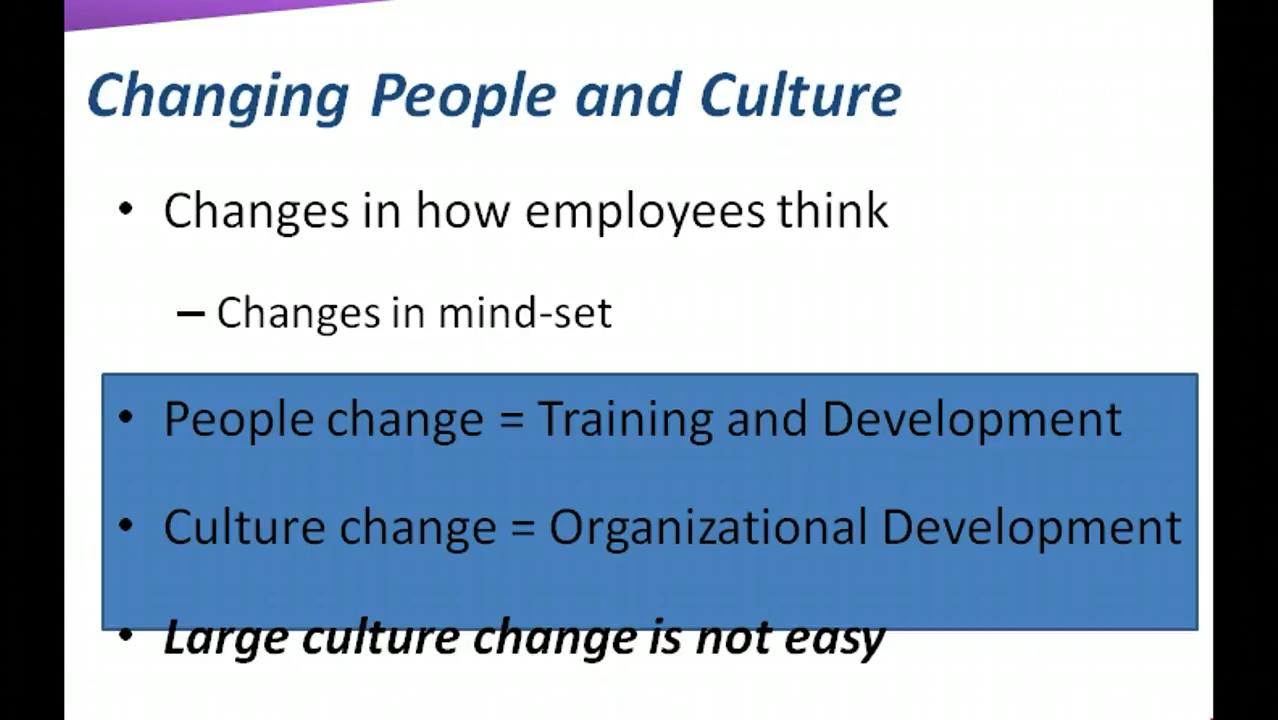 Changing People and Culture
• Changes in how employees think
– Changes in mind-set
• People change = Training and Development
• Culture change = Organizational Development
• Large culture change is not easy